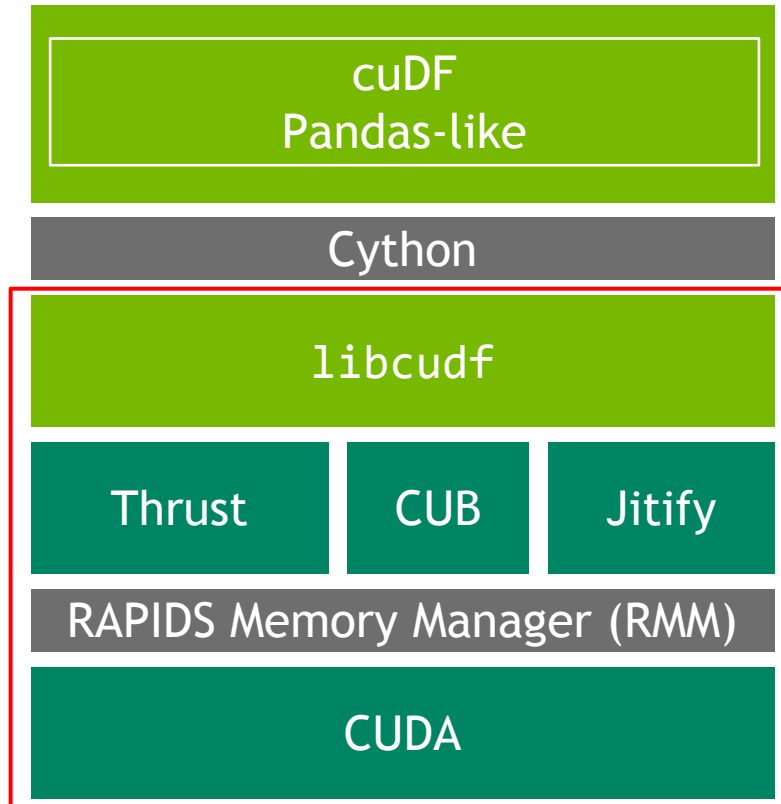 cuDF
Pandas-like
Cython
libcudf
Thrust CUB Jitify
RAPIDS Memory Manager (RMM)
CUDA